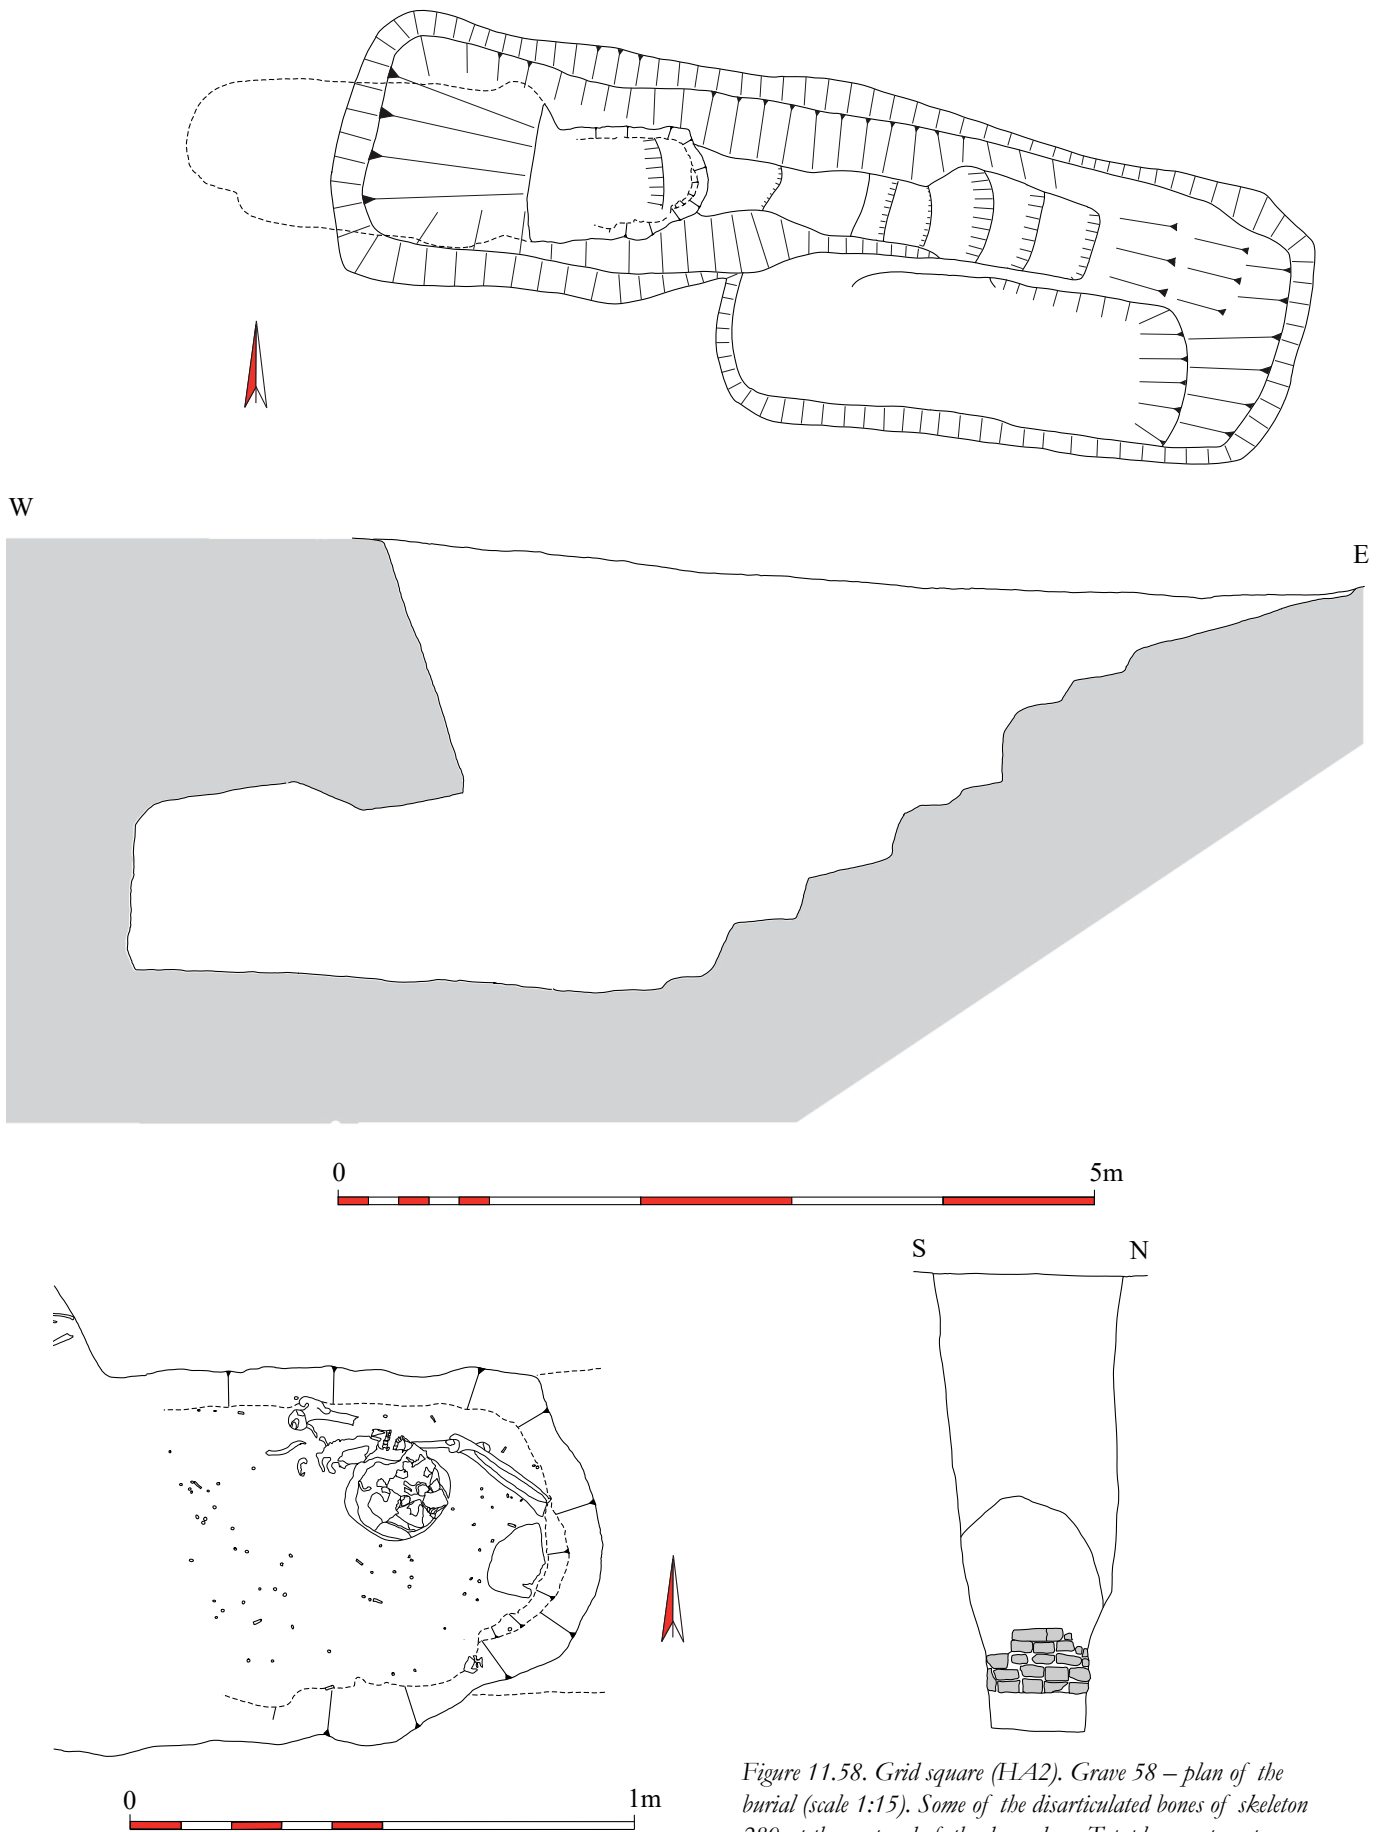 W
E
0 5m
S N
0 1m
Figure 11.58. Grid square (HA2). Grave 58 – plan of the
burial (scale 1:15). Some of the disarticulated bones of skeleton